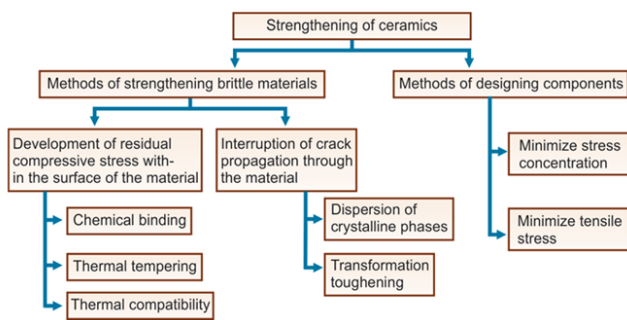 Strengthening of ceramics
Methods of strengthening brittle materials
Methods of designing components
Development of residual
compressive stress with-
in the surface of the material
Interruption of crack
propagation through
the material
Minimize stress
concentration
Chemical binding
Dispersion of
crystalline phases
Minimize tensile
stress
Thermal tempering
Transformation
toughening
Thermal compatibility